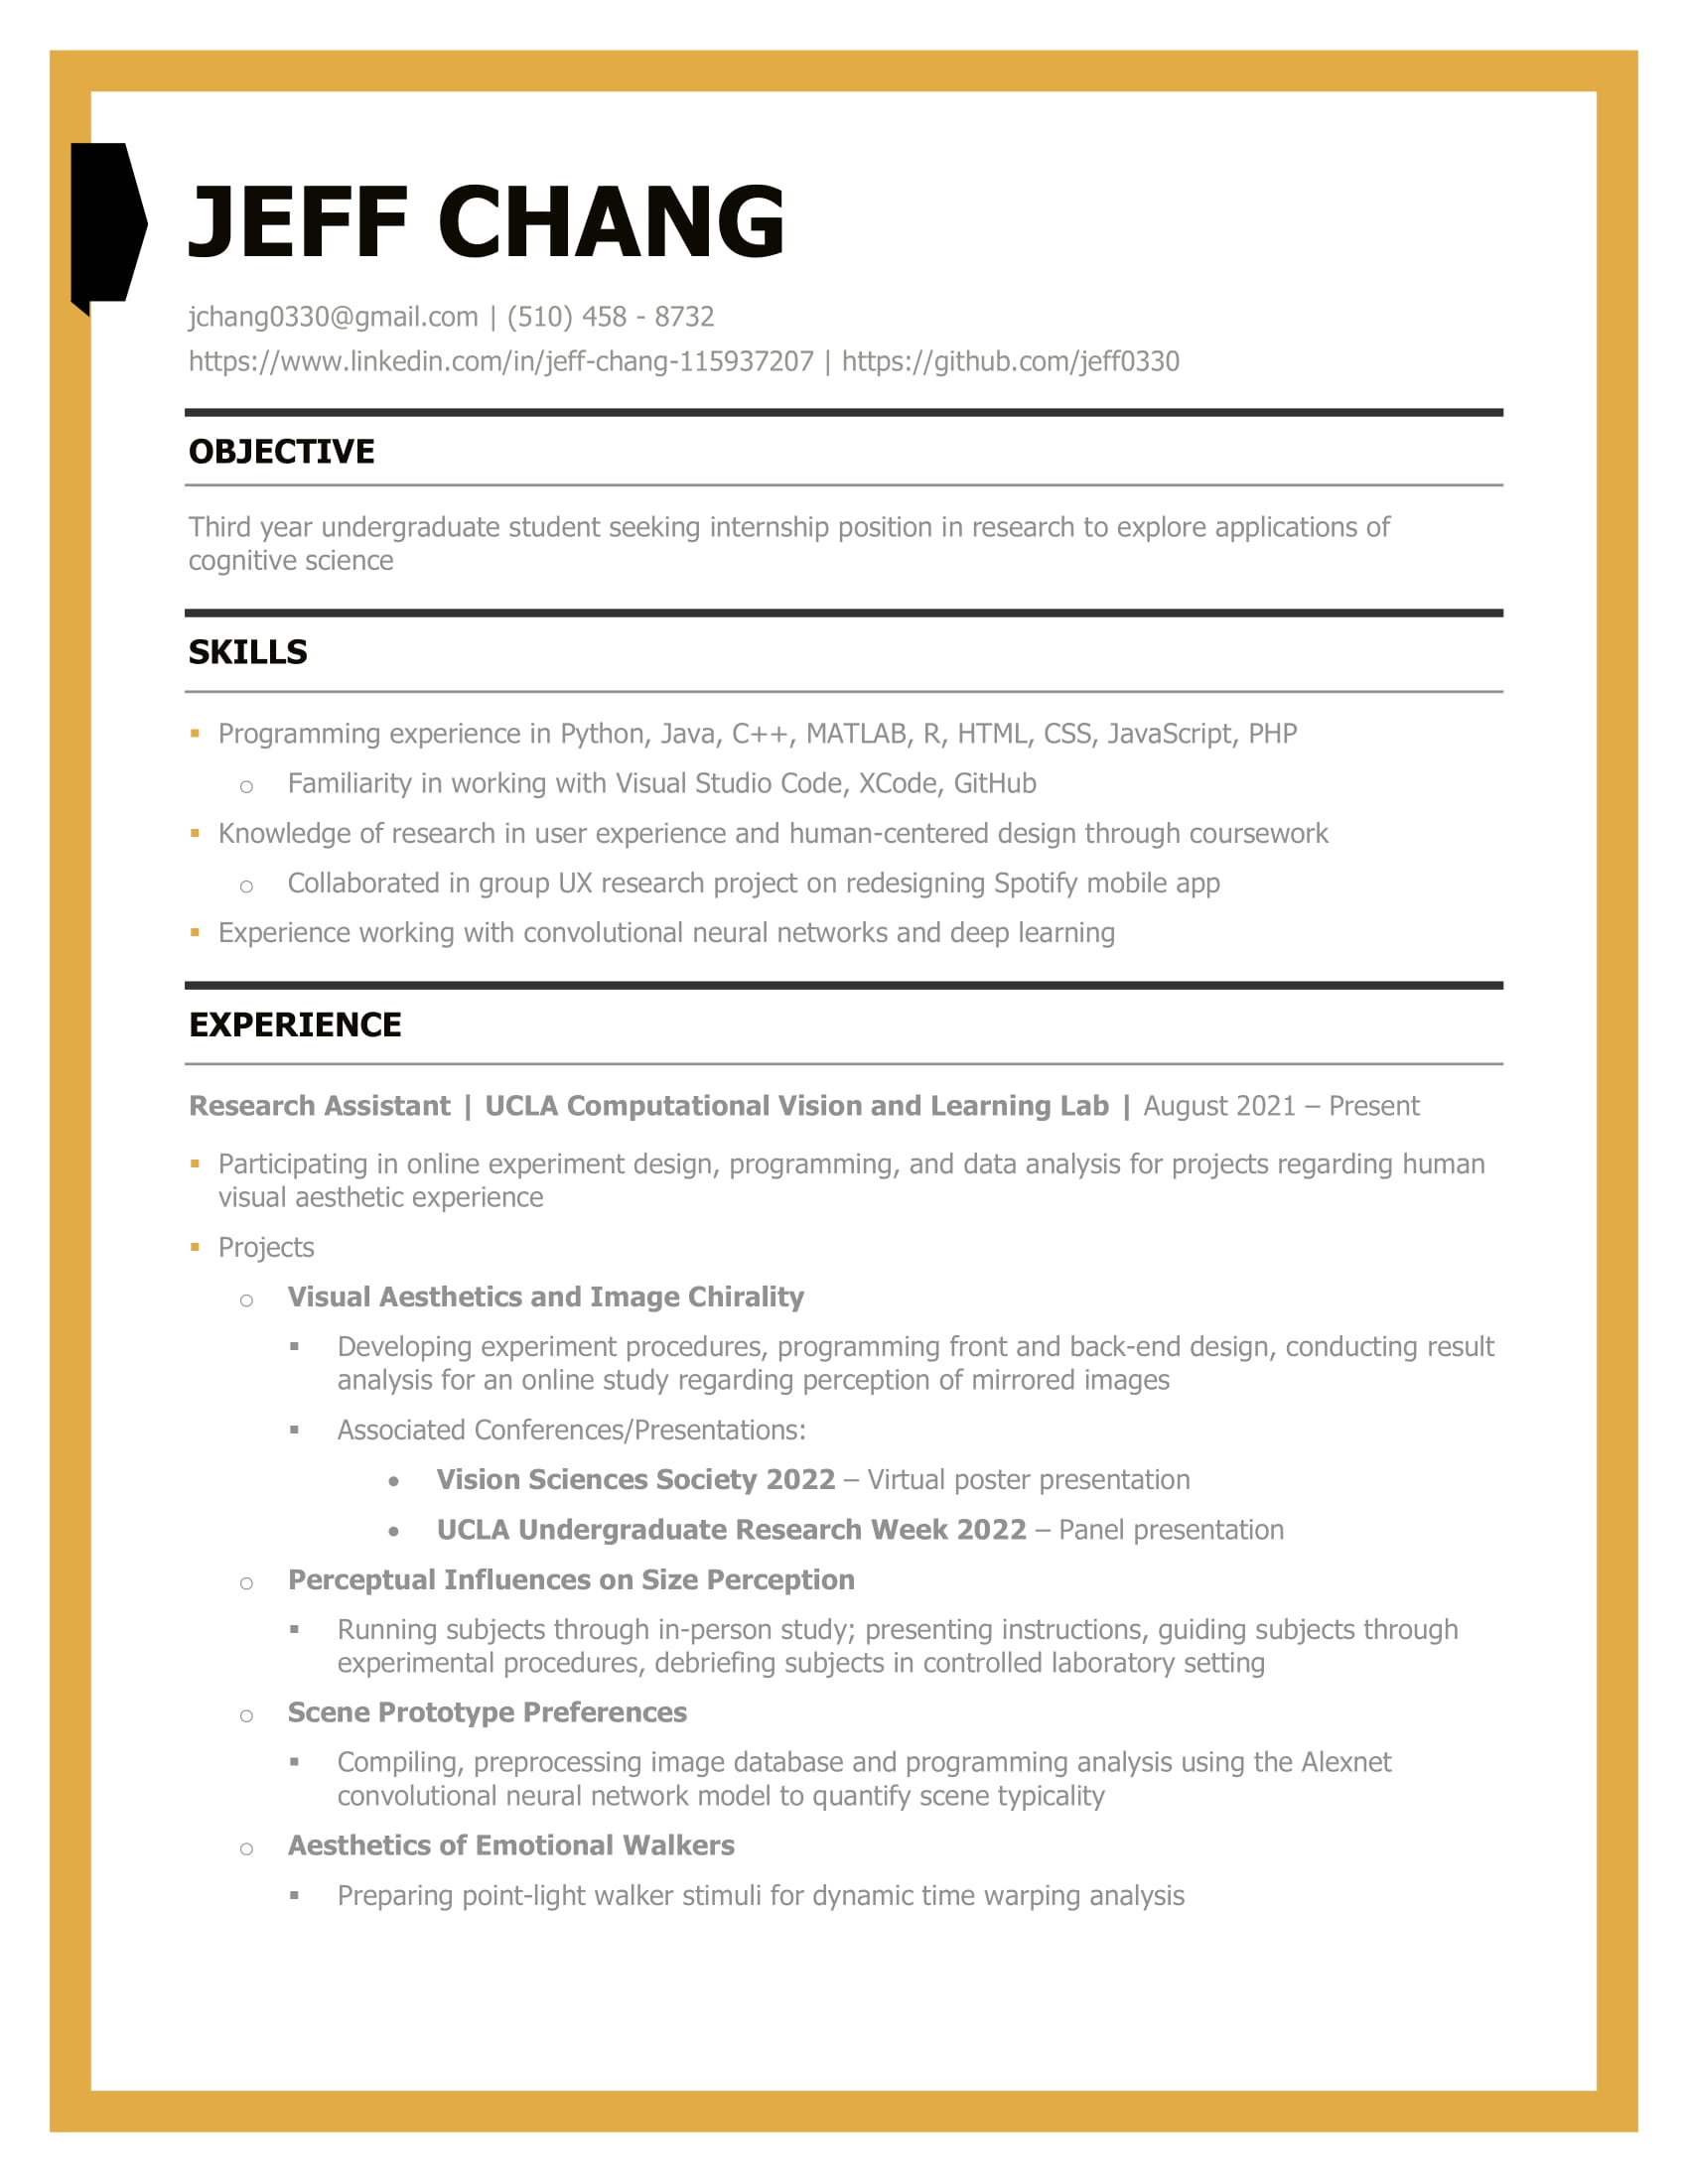 JEFF CHANG
jchang0330@gmail.com | (510) 458 - 8732
https://www.linkedin.com/in/jeff-chang-115937207 | https://github.com/jeff0330
OBJECTIVE
Third year undergraduate student seeking internship position in research to explore applications of
cognitive science
SKILLS
▪ Programming experience in Python, Java, C++, MATLAB, R, HTML, CSS, JavaScript, PHP
o Familiarity in working with Visual Studio Code, XCode, GitHub
▪ Knowledge of research in user experience and human-centered design through coursework
o Collaborated in group UX research project on redesigning Spotify mobile app
▪ Experience working with convolutional neural networks and deep learning
EXPERIENCE
Research Assistant | UCLA Computational Vision and Learning Lab | August 2021 – Present
▪ Participating in online experiment design, programming, and data analysis for projects regarding human
visual aesthetic experience
▪ Projects
o Visual Aesthetics and Image Chirality
▪ Developing experiment procedures, programming front and back-end design, conducting result
analysis for an online study regarding perception of mirrored images
▪ Associated Conferences/Presentations:
• Vision Sciences Society 2022 – Virtual poster presentation
• UCLA Undergraduate Research Week 2022 – Panel presentation
o Perceptual Influences on Size Perception
▪ Running subjects through in-person study; presenting instructions, guiding subjects through
experimental procedures, debriefing subjects in controlled laboratory setting
o Scene Prototype Preferences
▪ Compiling, preprocessing image database and programming analysis using the Alexnet
convolutional neural network model to quantify scene typicality
o Aesthetics of Emotional Walkers
▪ Preparing point-light walker stimuli for dynamic time warping analysis